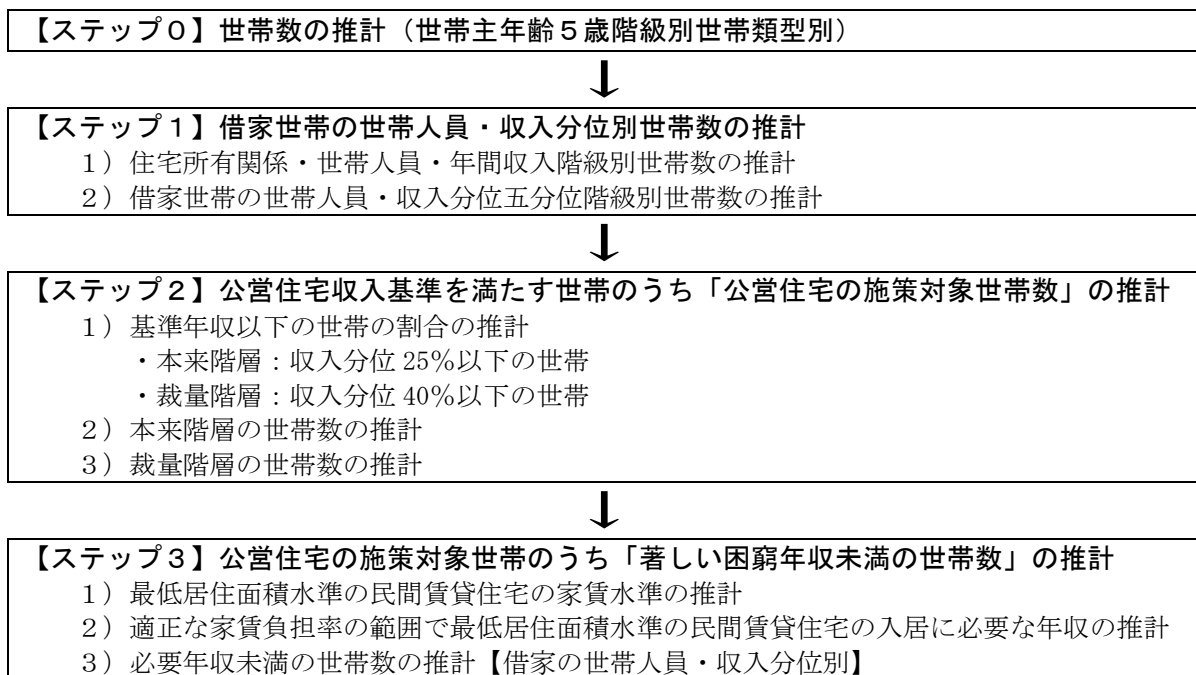 【ステップ０】世帯数の推計（世帯主年齢５歳階級別世帯類型別）
↓
【ステップ１】借家世帯の世帯人員・収入分位別世帯数の推計
１）住宅所有関係・世帯人員・年間収入階級別世帯数の推計
２）借家世帯の世帯人員・収入分位五分位階級別世帯数の推計
↓
【ステップ２】公営住宅収入基準を満たす世帯のうち「公営住宅の施策対象世帯数」の推計
１）基準年収以下の世帯の割合の推計
・本来階層：収入分位 25％以下の世帯
・裁量階層：収入分位 40％以下の世帯
２）本来階層の世帯数の推計
３）裁量階層の世帯数の推計
↓
【ステップ３】公営住宅の施策対象世帯のうち「著しい困窮年収未満の世帯数」の推計
１）最低居住面積水準の民間賃貸住宅の家賃水準の推計
２）適正な家賃負担率の範囲で最低居住面積水準の民間賃貸住宅の入居に必要な年収の推計
３）必要年収未満の世帯数の推計【借家の世帯人員・収入分位別】